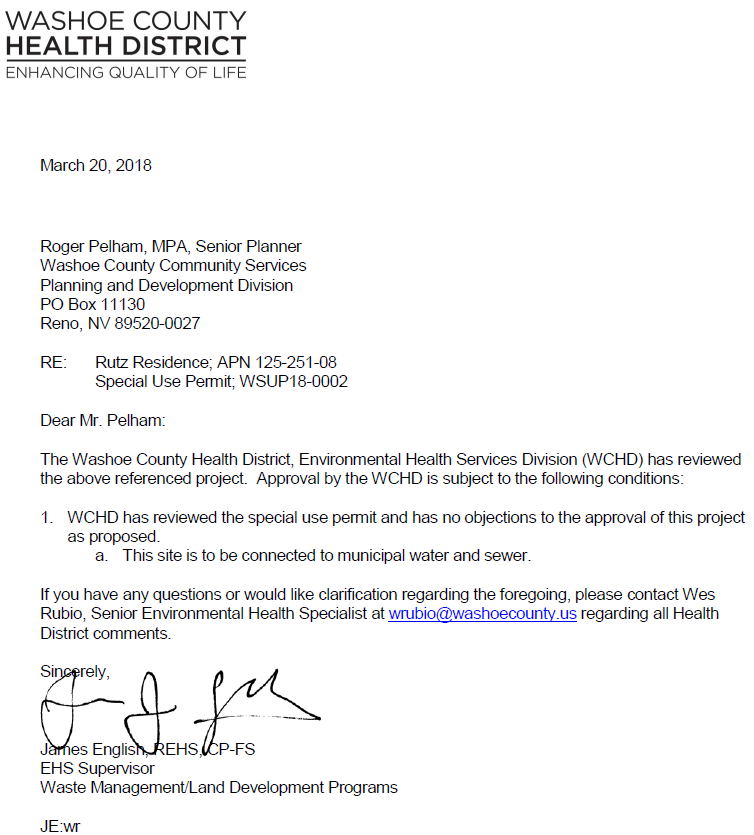 WASHOE COUNTY
HEALTH DISTRICT
ENHANCING QUALITY OF LIFE
March 20, 2018
Roger Pelham, MPA, Senior Planner
Washoe County Community Services
Planning and Development Division
PO Box 11130
Reno, NV 89520-0027
RE: Rutz Residence; APN 125-251-08
Special Use Permit; WSUP18-0002
Dear Mr. Pelham:
The Washoe County Health District, Environmental Health Services Division (WCHD) has reviewed
the above referenced project. Approval by the WCHD is subject to the following conditions:
1. WCHD has reviewed the special use permit and has no objections to the approval of this project
as proposed.
a. This site is to be connected to municipal water and sewer.
If you have any questions or would like clarification regarding the foregoing, please contact Wes
Rubio, Senior Environmental Health Specialist at wrubio@washoecounty.us regarding all Health
District comments.
Sincerely,
James English, REHS, CP-FS
EHS Supervisor
Waste Management/Land Development Programs
JE:wr